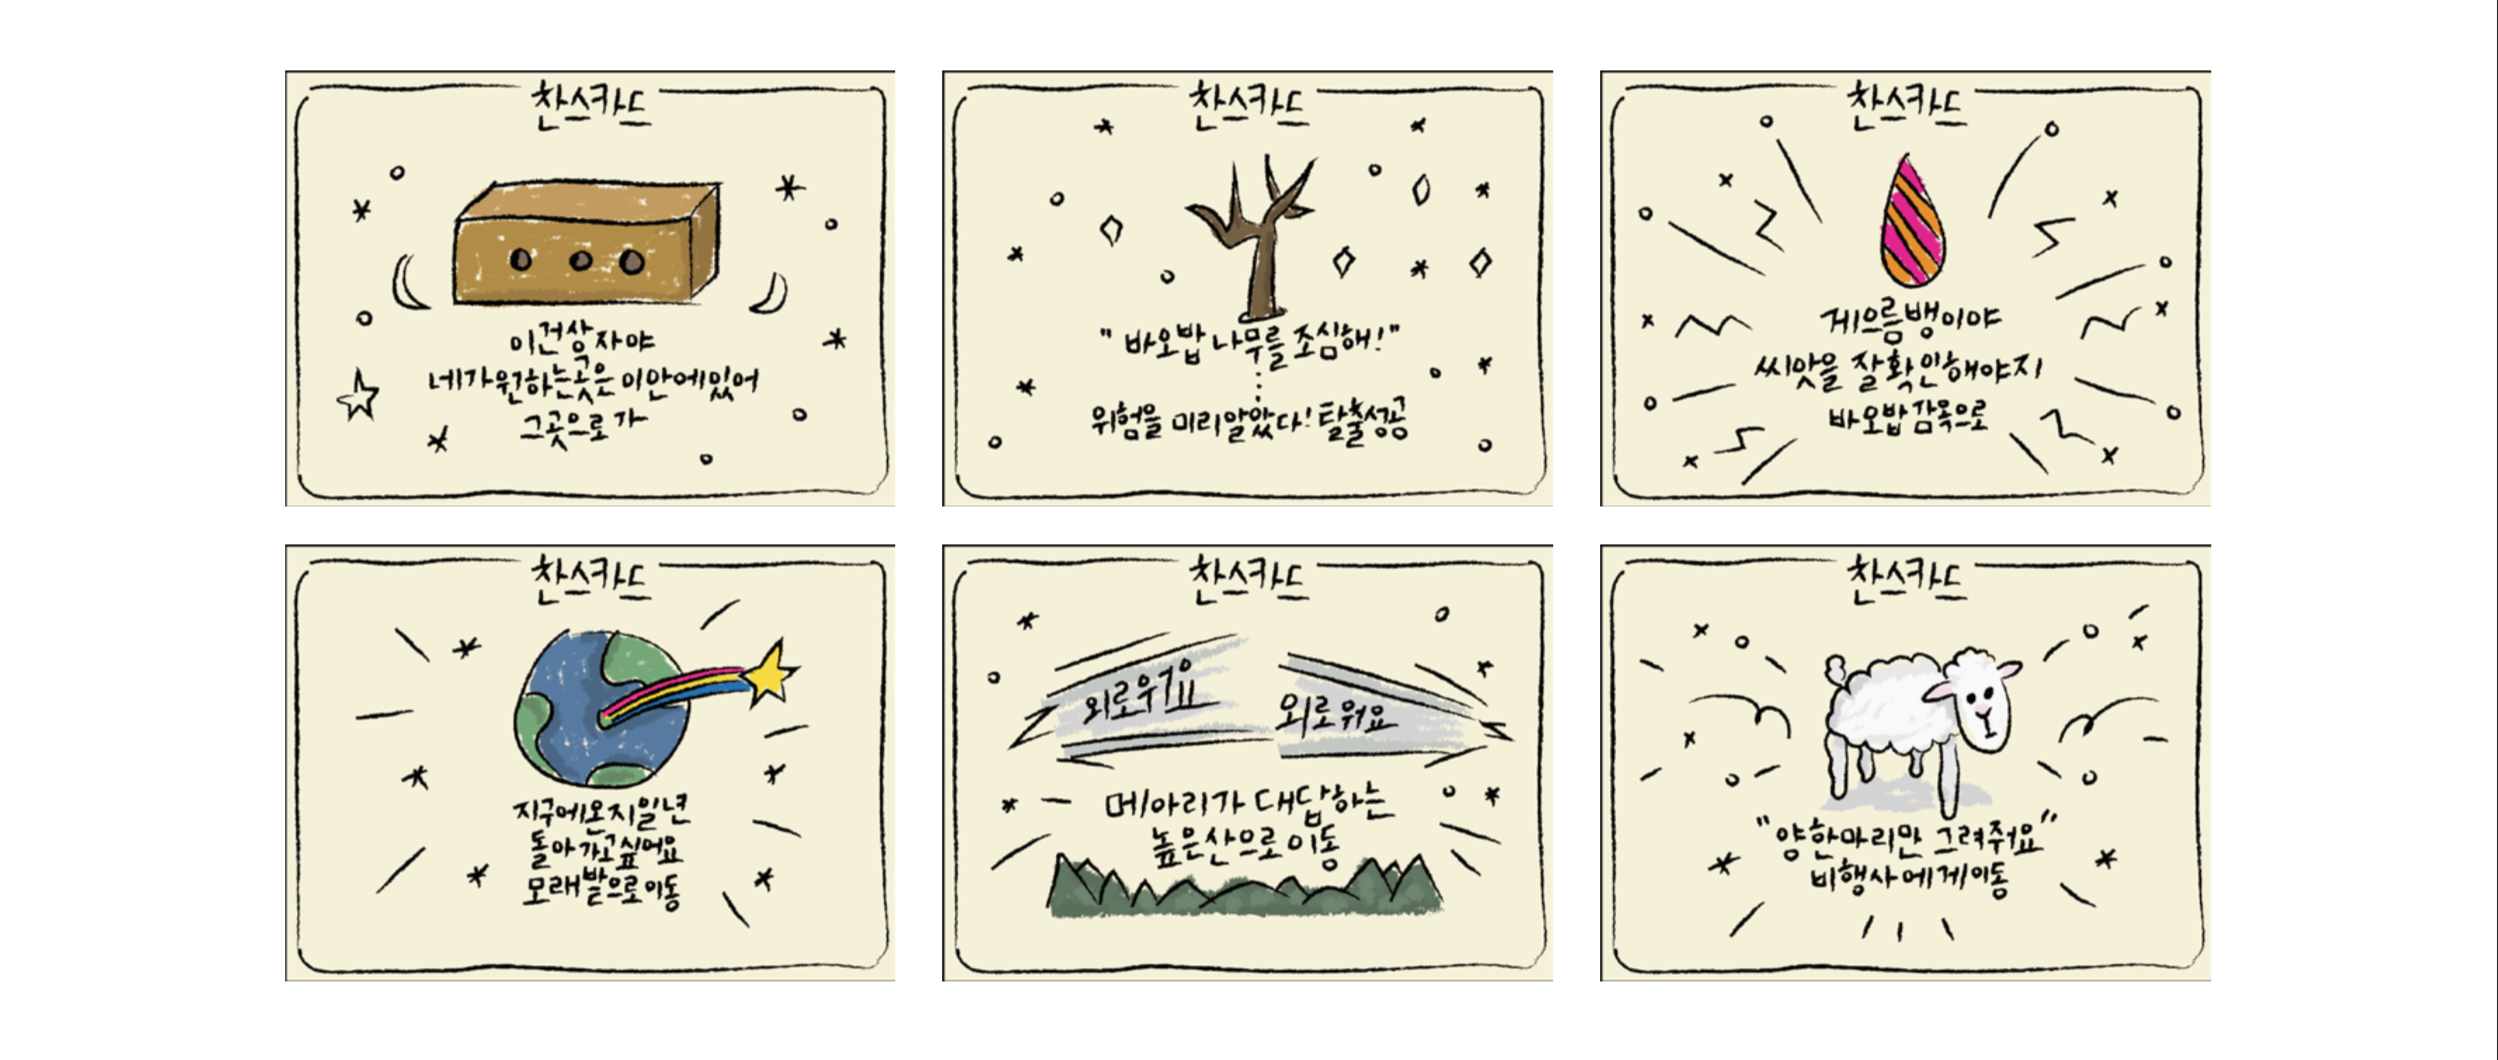 찬스카드
이건상자야
네가원하는곳은 이안에있어
그곳으로 가
찬스카드
"바오밥 나무를 조심해!"
⋮
위험을 미리알았다! 탈출성공
찬스카드
게으름뱅이야
씨앗을 잘 확인해야지
바오밥감옥으로
찬스카드
지구에온지일년
돌아가고싶어요
모래밭으로이동
찬스카드
외로워요
외로워요
메아리가 대답하는
높은산으로 이동
찬스카드
"양한마리만 그려줘요"
비행사에게이동